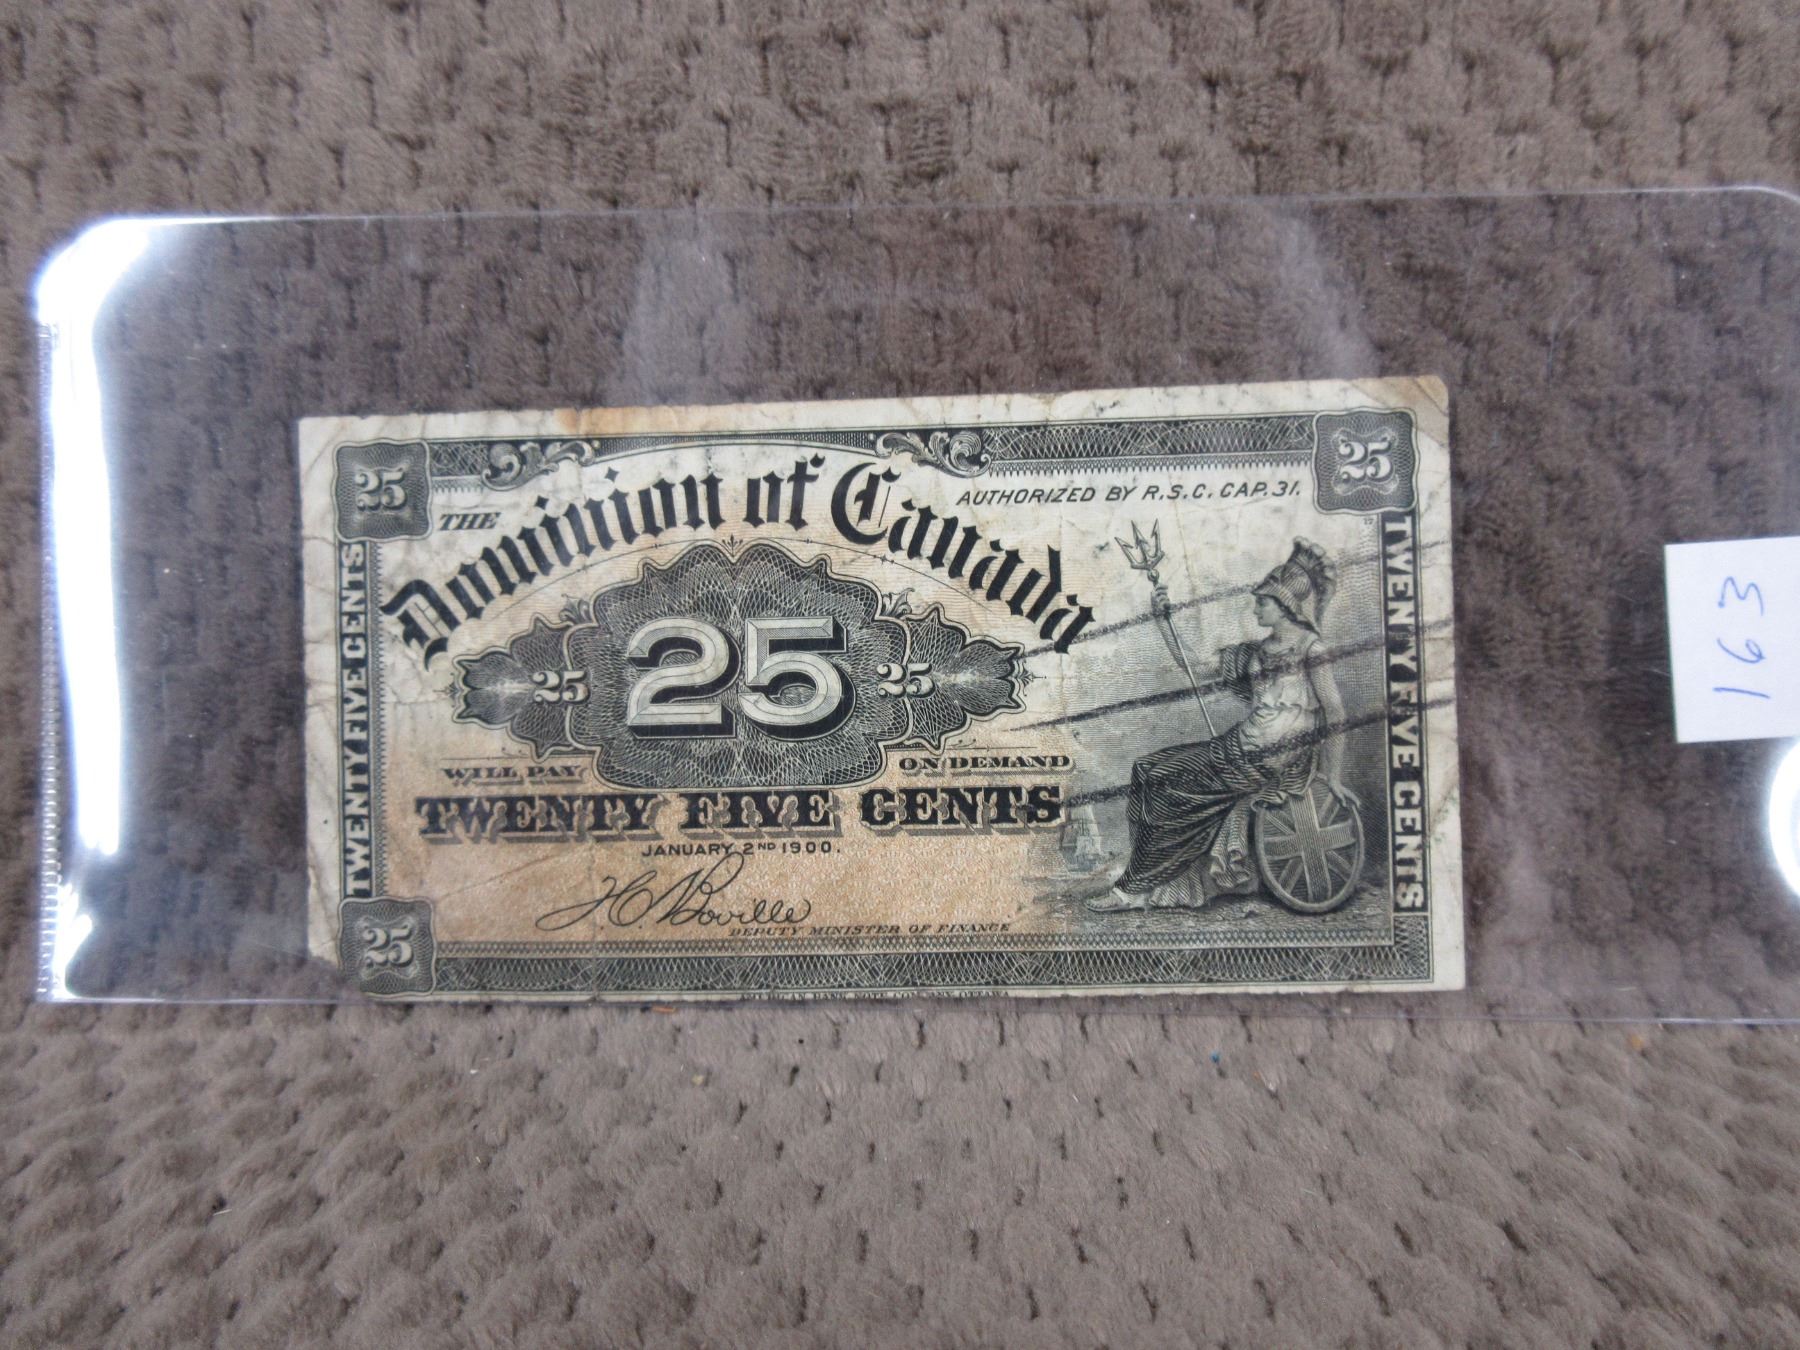 25
25
THE
Dominion of Canada
AUTHORIZED BY R.S.C. CAP. 31.
TWENTY FIVE CENTS
TWENTY FIVE CENTS
25
25
25
WILL PAY
ON DEMAND
TWENTY FIVE CENTS
JANUARY 2ND 1900.
H C Boville
DEPUTY MINISTER OF FINANCE
25
163